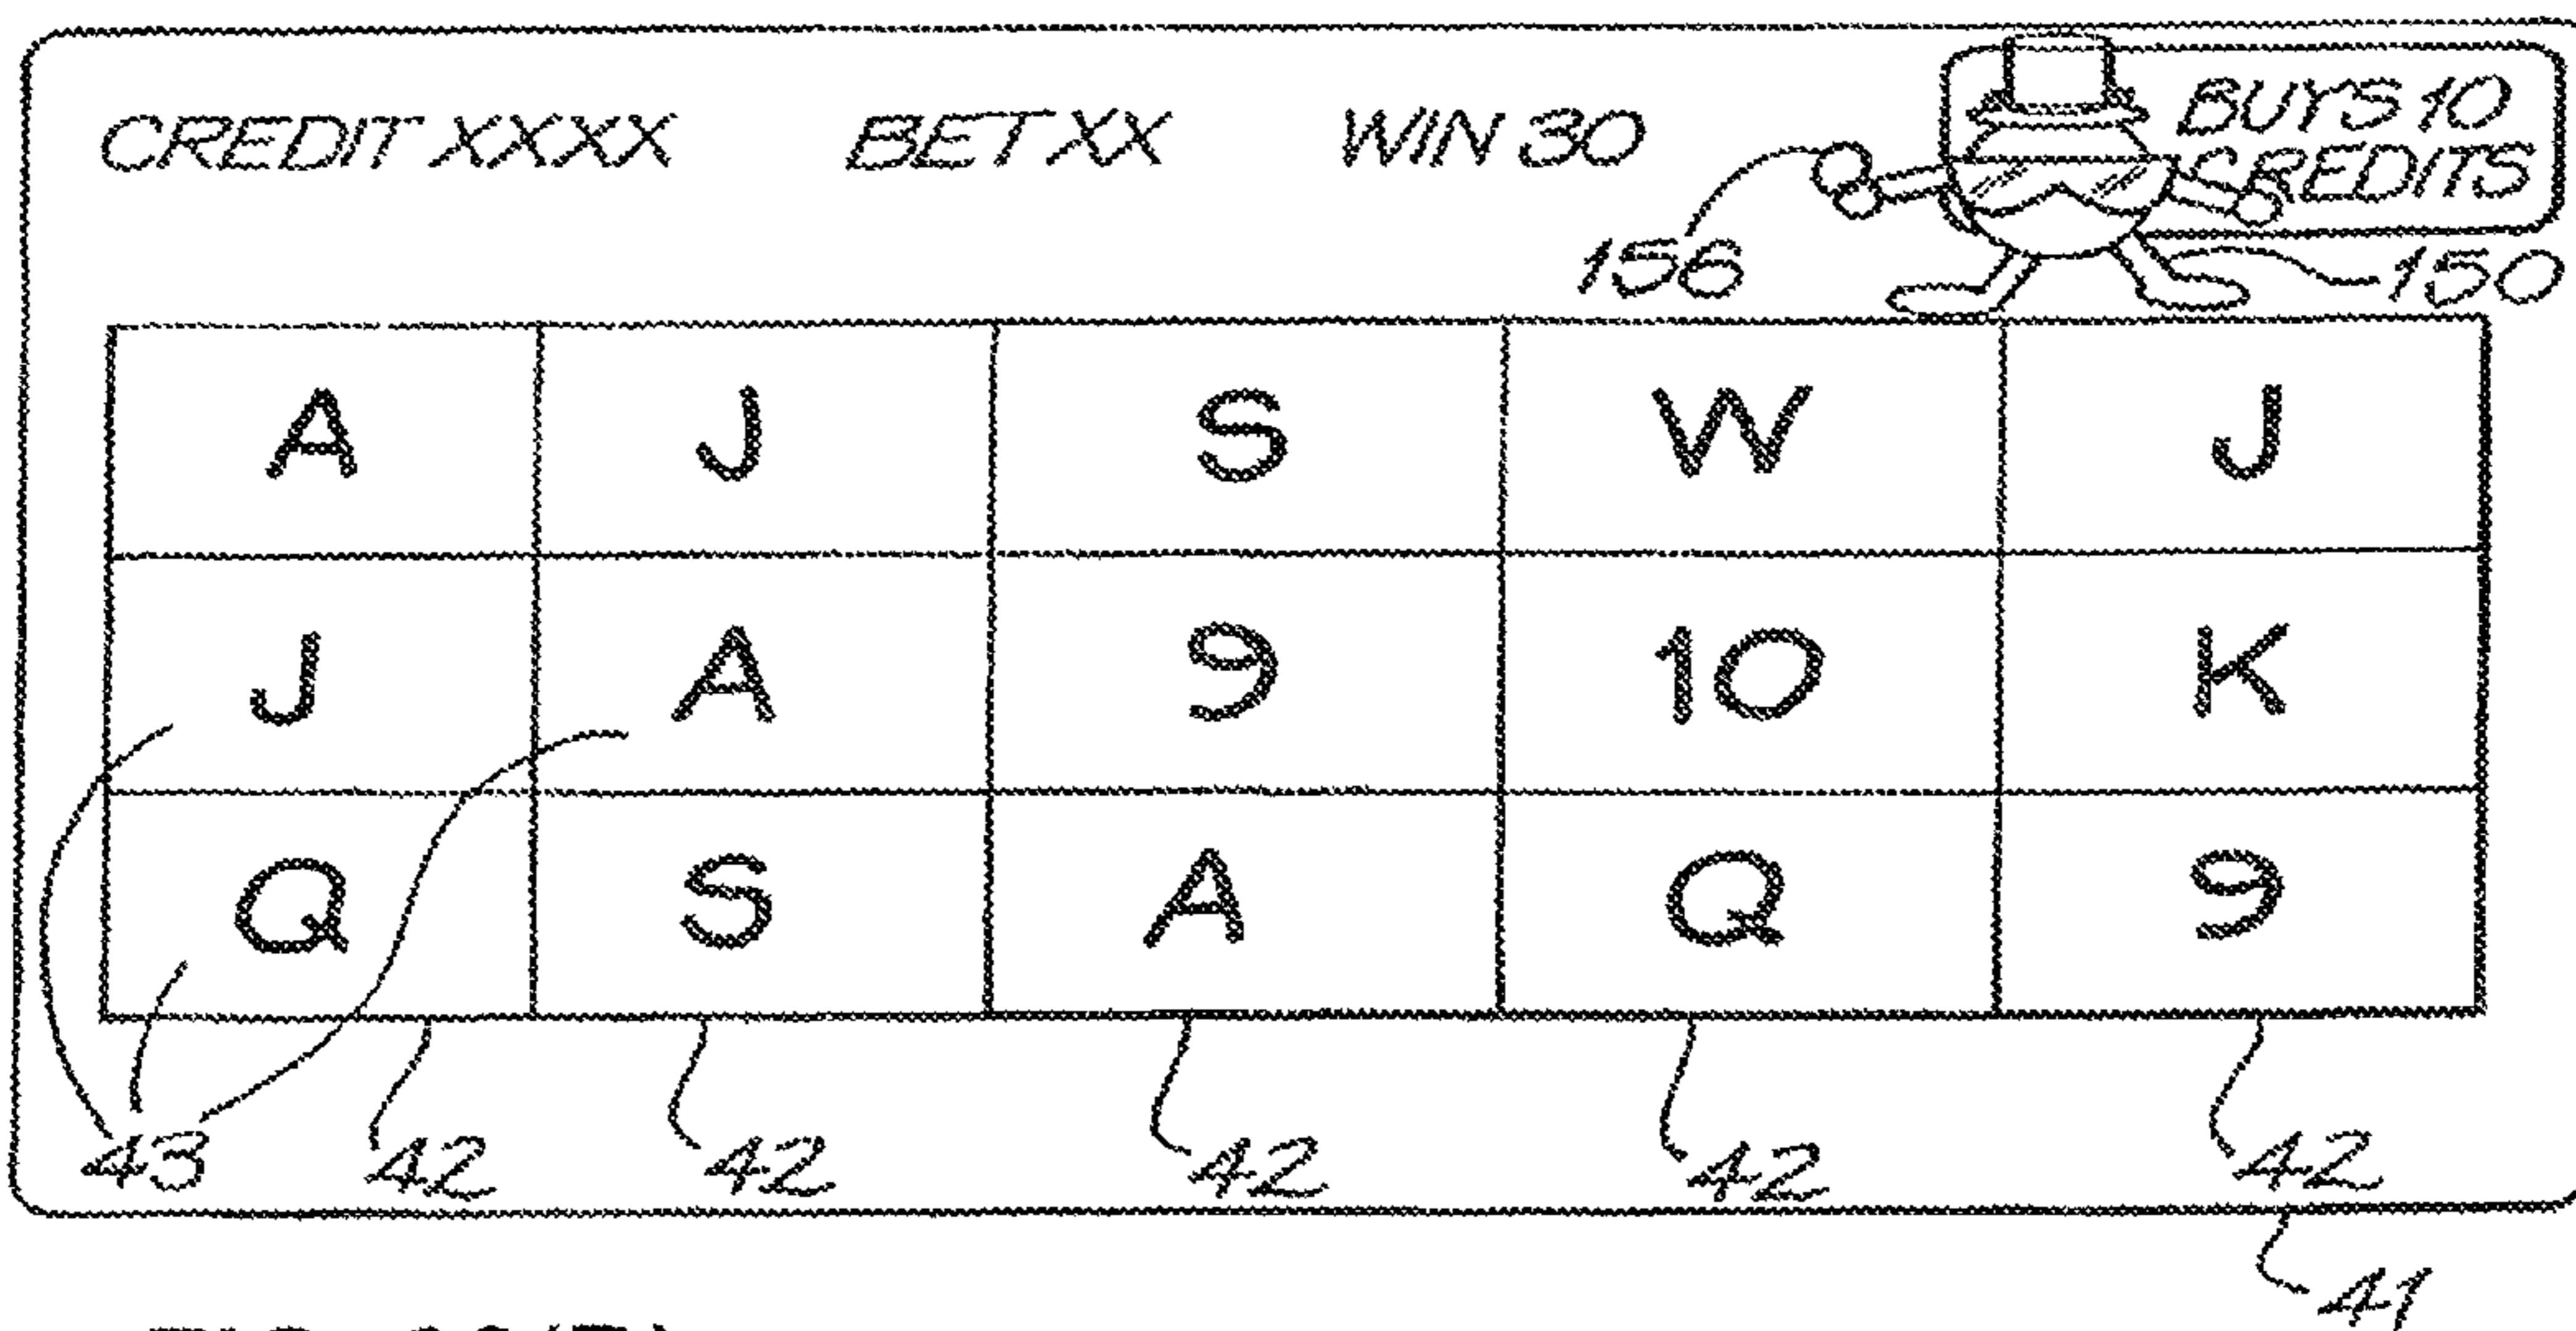 CREDIT XXXX BET XX WIN 30 BUYS 10
CREDITS
156 150
A J S W J
J A 9 10 K
Q S A Q 9
43 42 42 42 42 42
41